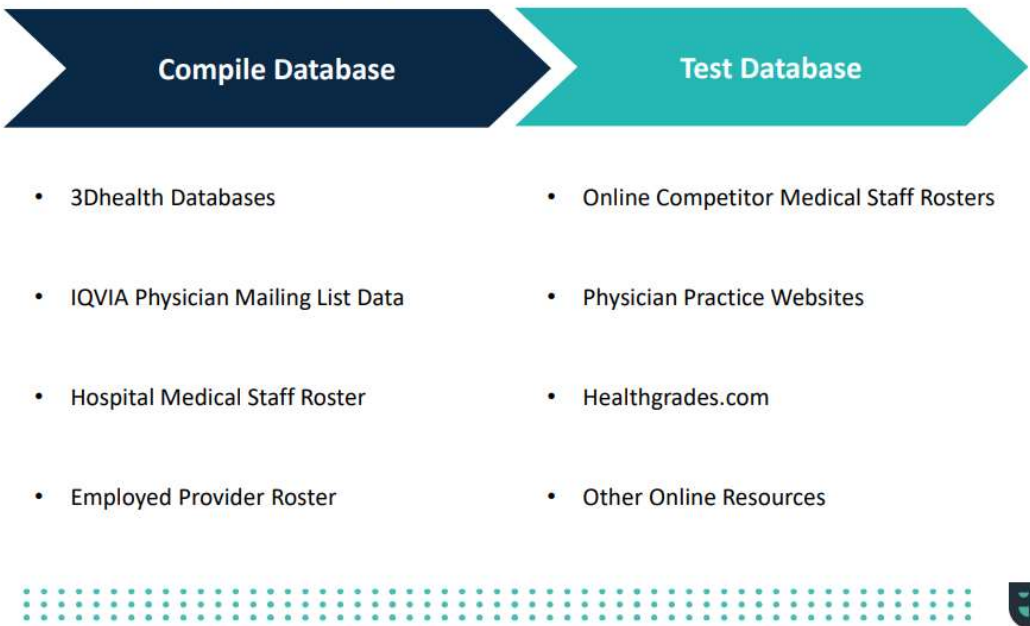 Compile Database
Test Database
• 3Dhealth Databases
• IQVIA Physician Mailing List Data
• Hospital Medical Staff Roster
• Employed Provider Roster
• Online Competitor Medical Staff Rosters
• Physician Practice Websites
• Healthgrades.com
• Other Online Resources